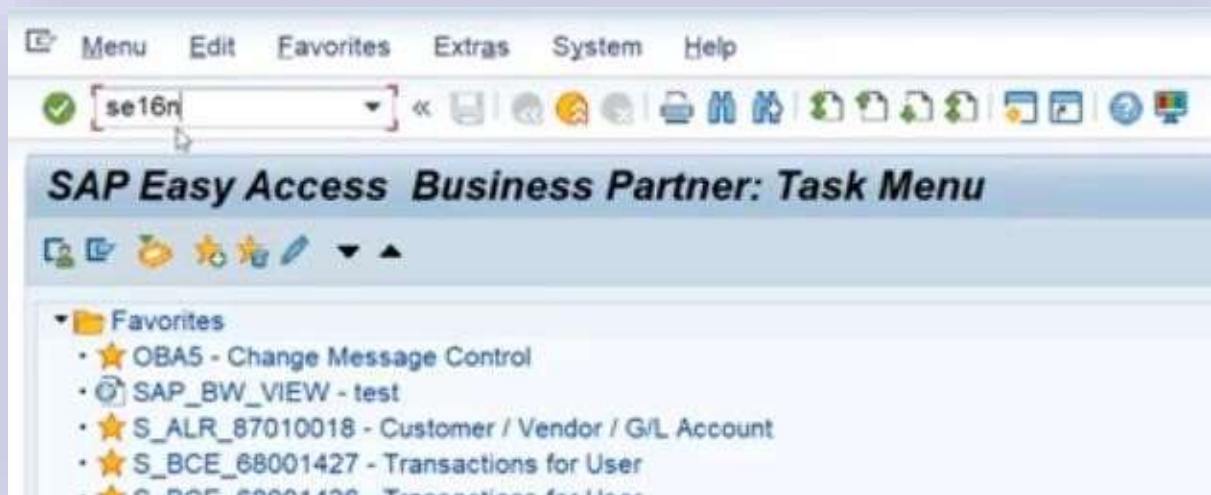 Menu Edit Favorites Extras System Help
se16n
SAP Easy Access Business Partner: Task Menu
Favorites
OBA5 - Change Message Control
SAP_BW_VIEW - test
S_ALR_87010018 - Customer / Vendor / G/L Account
S_BCE_68001427 - Transactions for User